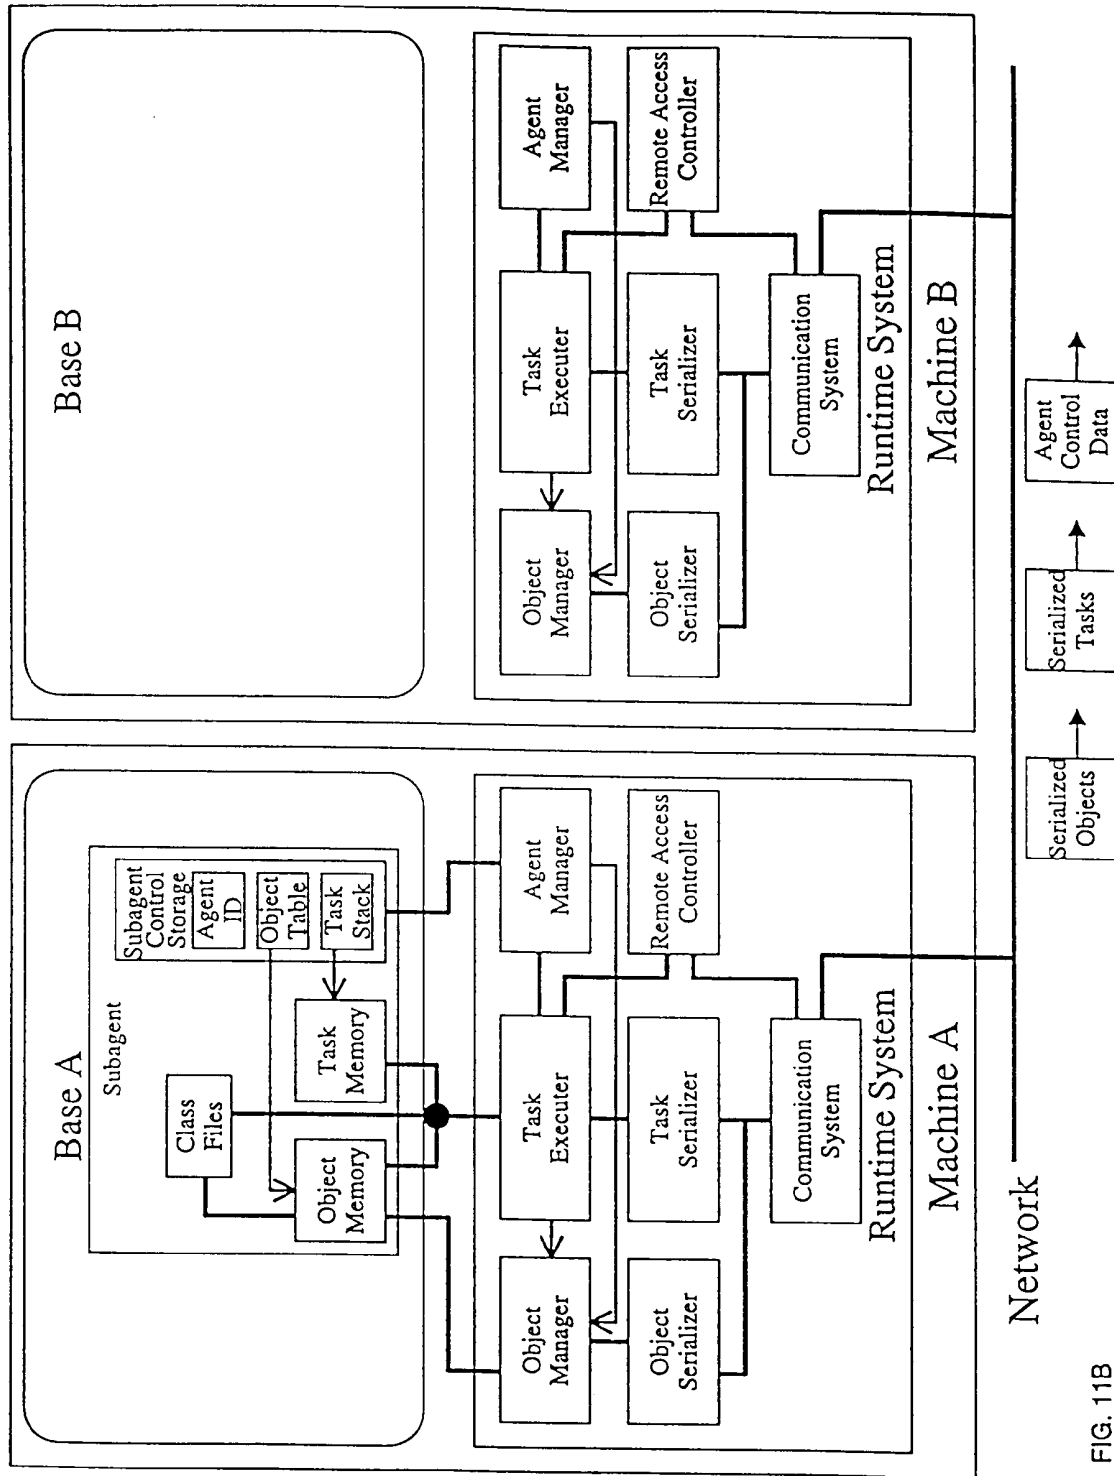 Base A
Subagent
Subagent
Control
Storage
Agent
ID
Object
Table
Task
Stack
Class
Files
Object
Memory
Task
Memory
Object
Manager
Task
Executer
Agent
Manager
Object
Serializer
Task
Serializer
Remote Access
Controller
Communication
System
Runtime System
Machine A
Base B
Object
Manager
Task
Executer
Agent
Manager
Object
Serializer
Task
Serializer
Remote Access
Controller
Communication
System
Runtime System
Machine B
Network
Serialized
Objects
Serialized
Tasks
Agent
Control
Data
FIG. 11B